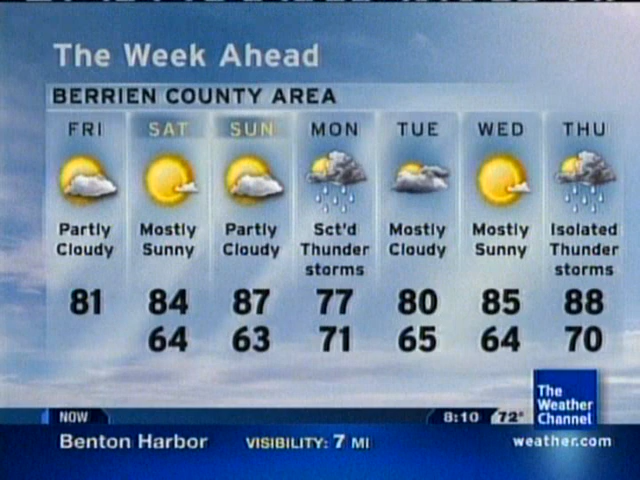 The Week Ahead
BERRIEN COUNTY AREA
FRI SAT SUN MON TUE WED THU
Partly Cloudy
Mostly Sunny
Partly Cloudy
Sct'd Thunder storms
Mostly Cloudy
Mostly Sunny
Isolated Thunder storms
81 84 87 77 80 85 88
64 63 71 65 64 70
The
Weather
Channel
NOW 8:10 72°
Benton Harbor VISIBILITY: 7 MI weather.com